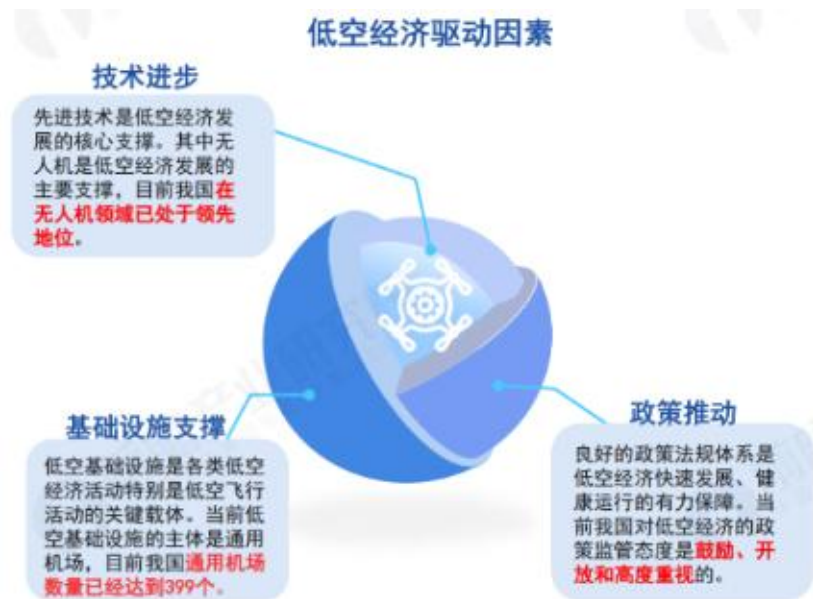 低空经济驱动因素
技术进步
先进技术是低空经济发
展的核心支撑。其中无
人机是低空经济发展的
主要支撑，目前我国在
无人机领域已处于领先
地位。
基础设施支撑
低空基础设施是各类低空
经济活动特别是低空飞行
活动的关键载体。当前低
空基础设施的主体是通用
机场，目前我国通用机场
数量已经达到399个。
政策推动
良好的政策法规体系是
低空经济快速发展、健
康运行的有力保障。当
前我国对低空经济的政
策监管态度是鼓励、开
放和高度重视的。